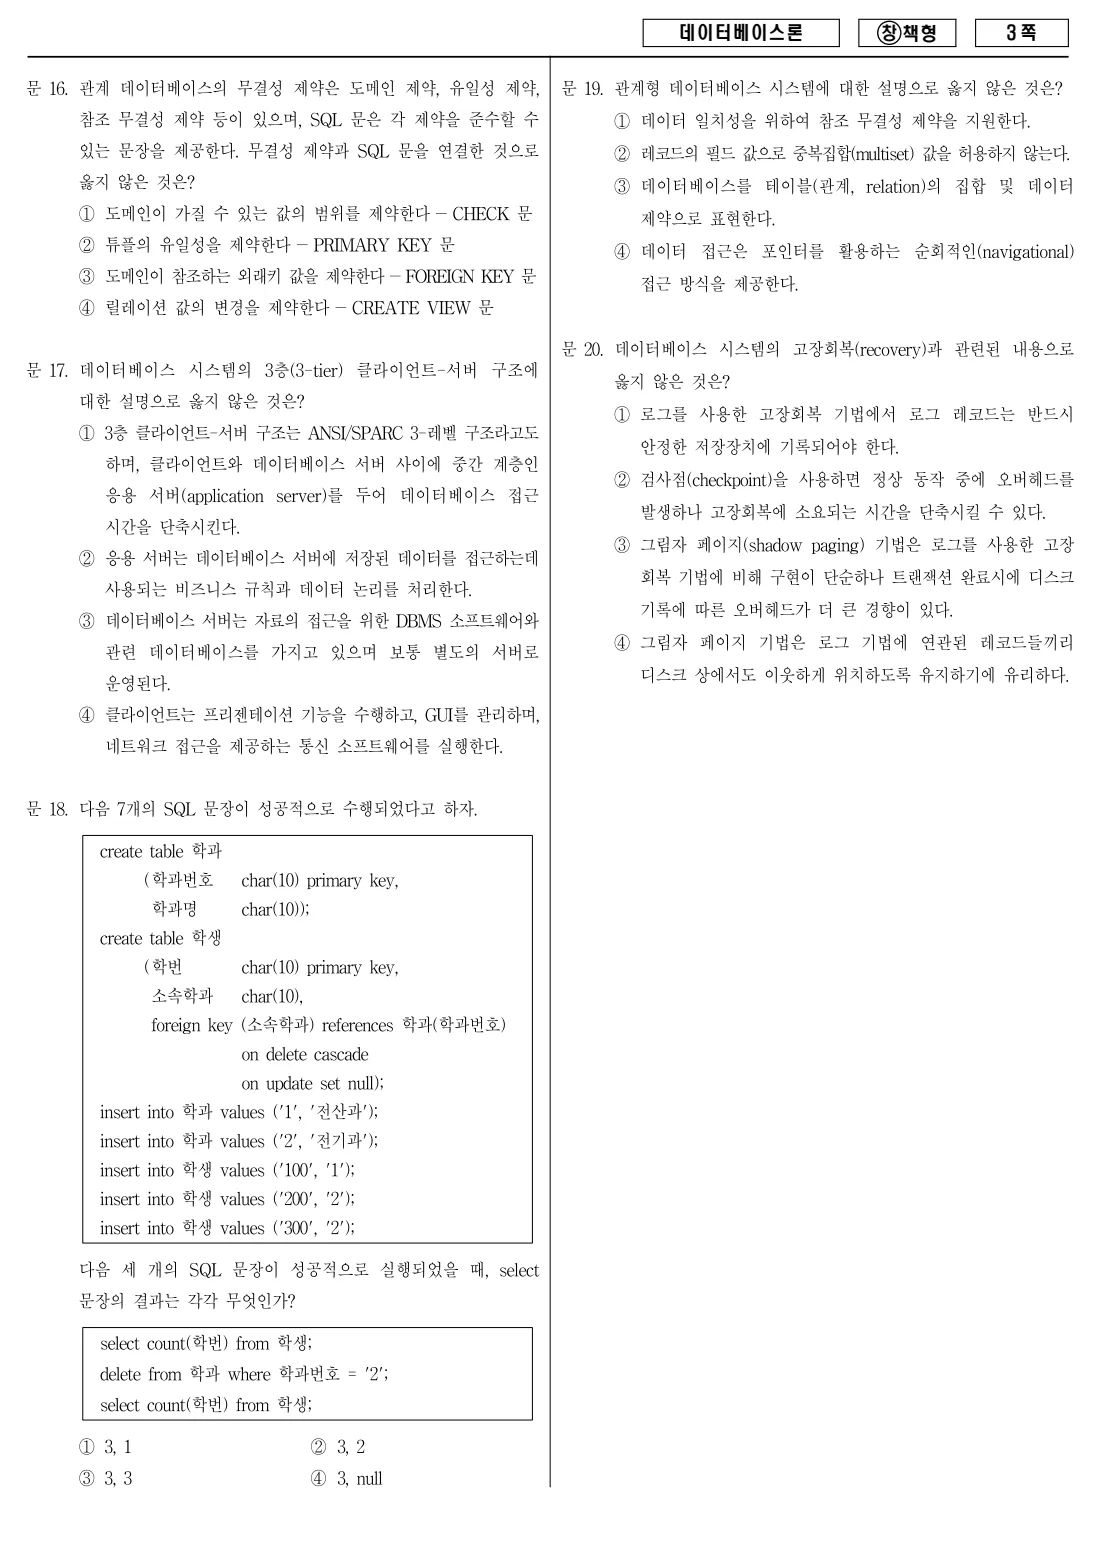 데이터베이스론 ㉾책형 3쪽
문 16. 관계 데이터베이스의 무결성 제약은 도메인 제약, 유일성 제약,
참조 무결성 제약 등이 있으며, SQL 문은 각 제약을 준수할 수
있는 문장을 제공한다. 무결성 제약과 SQL 문을 연결한 것으로
옳지 않은 것은?
① 도메인이 가질 수 있는 값의 범위를 제약한다 – CHECK 문
② 튜플의 유일성을 제약한다 – PRIMARY KEY 문
③ 도메인이 참조하는 외래키 값을 제약한다 – FOREIGN KEY 문
④ 릴레이션 값의 변경을 제약한다 – CREATE VIEW 문
문 17. 데이터베이스 시스템의 3층(3-tier) 클라이언트-서버 구조에
대한 설명으로 옳지 않은 것은?
① 3층 클라이언트-서버 구조는 ANSI/SPARC 3-레벨 구조라고도
하며, 클라이언트와 데이터베이스 서버 사이에 중간 계층인
응용 서버(application server)를 두어 데이터베이스 접근
시간을 단축시킨다.
② 응용 서버는 데이터베이스 서버에 저장된 데이터를 접근하는데
사용되는 비즈니스 규칙과 데이터 논리를 처리한다.
③ 데이터베이스 서버는 자료의 접근을 위한 DBMS 소프트웨어와
관련 데이터베이스를 가지고 있으며 보통 별도의 서버로
운영된다.
④ 클라이언트는 프리젠테이션 기능을 수행하고, GUI를 관리하며,
네트워크 접근을 제공하는 통신 소프트웨어를 실행한다.
문 18. 다음 7개의 SQL 문장이 성공적으로 수행되었다고 하자.
create table 학과
(학과번호 char(10) primary key,
학과명 char(10));
create table 학생
(학번 char(10) primary key,
소속학과 char(10),
foreign key (소속학과) references 학과(학과번호)
on delete cascade
on update set null);
insert into 학과 values ('1', '전산과');
insert into 학과 values ('2', '전기과');
insert into 학생 values ('100', '1');
insert into 학생 values ('200', '2');
insert into 학생 values ('300', '2');
다음 세 개의 SQL 문장이 성공적으로 실행되었을 때, select
문장의 결과는 각각 무엇인가?
select count(학번) from 학생;
delete from 학과 where 학과번호 = '2';
select count(학번) from 학생;
① 3, 1 ② 3, 2
③ 3, 3 ④ 3, null
문 19. 관계형 데이터베이스 시스템에 대한 설명으로 옳지 않은 것은?
① 데이터 일치성을 위하여 참조 무결성 제약을 지원한다.
② 레코드의 필드 값으로 중복집합(multiset) 값을 허용하지 않는다.
③ 데이터베이스를 테이블(관계, relation)의 집합 및 데이터
제약으로 표현한다.
④ 데이터 접근은 포인터를 활용하는 순회적인(navigational)
접근 방식을 제공한다.
문 20. 데이터베이스 시스템의 고장회복(recovery)과 관련된 내용으로
옳지 않은 것은?
① 로그를 사용한 고장회복 기법에서 로그 레코드는 반드시
안정한 저장장치에 기록되어야 한다.
② 검사점(checkpoint)을 사용하면 정상 동작 중에 오버헤드를
발생하나 고장회복에 소요되는 시간을 단축시킬 수 있다.
③ 그림자 페이지(shadow paging) 기법은 로그를 사용한 고장
회복 기법에 비해 구현이 단순하나 트랜잭션 완료시에 디스크
기록에 따른 오버헤드가 더 큰 경향이 있다.
④ 그림자 페이지 기법은 로그 기법에 연관된 레코드들끼리
디스크 상에서도 이웃하게 위치하도록 유지하기에 유리하다.